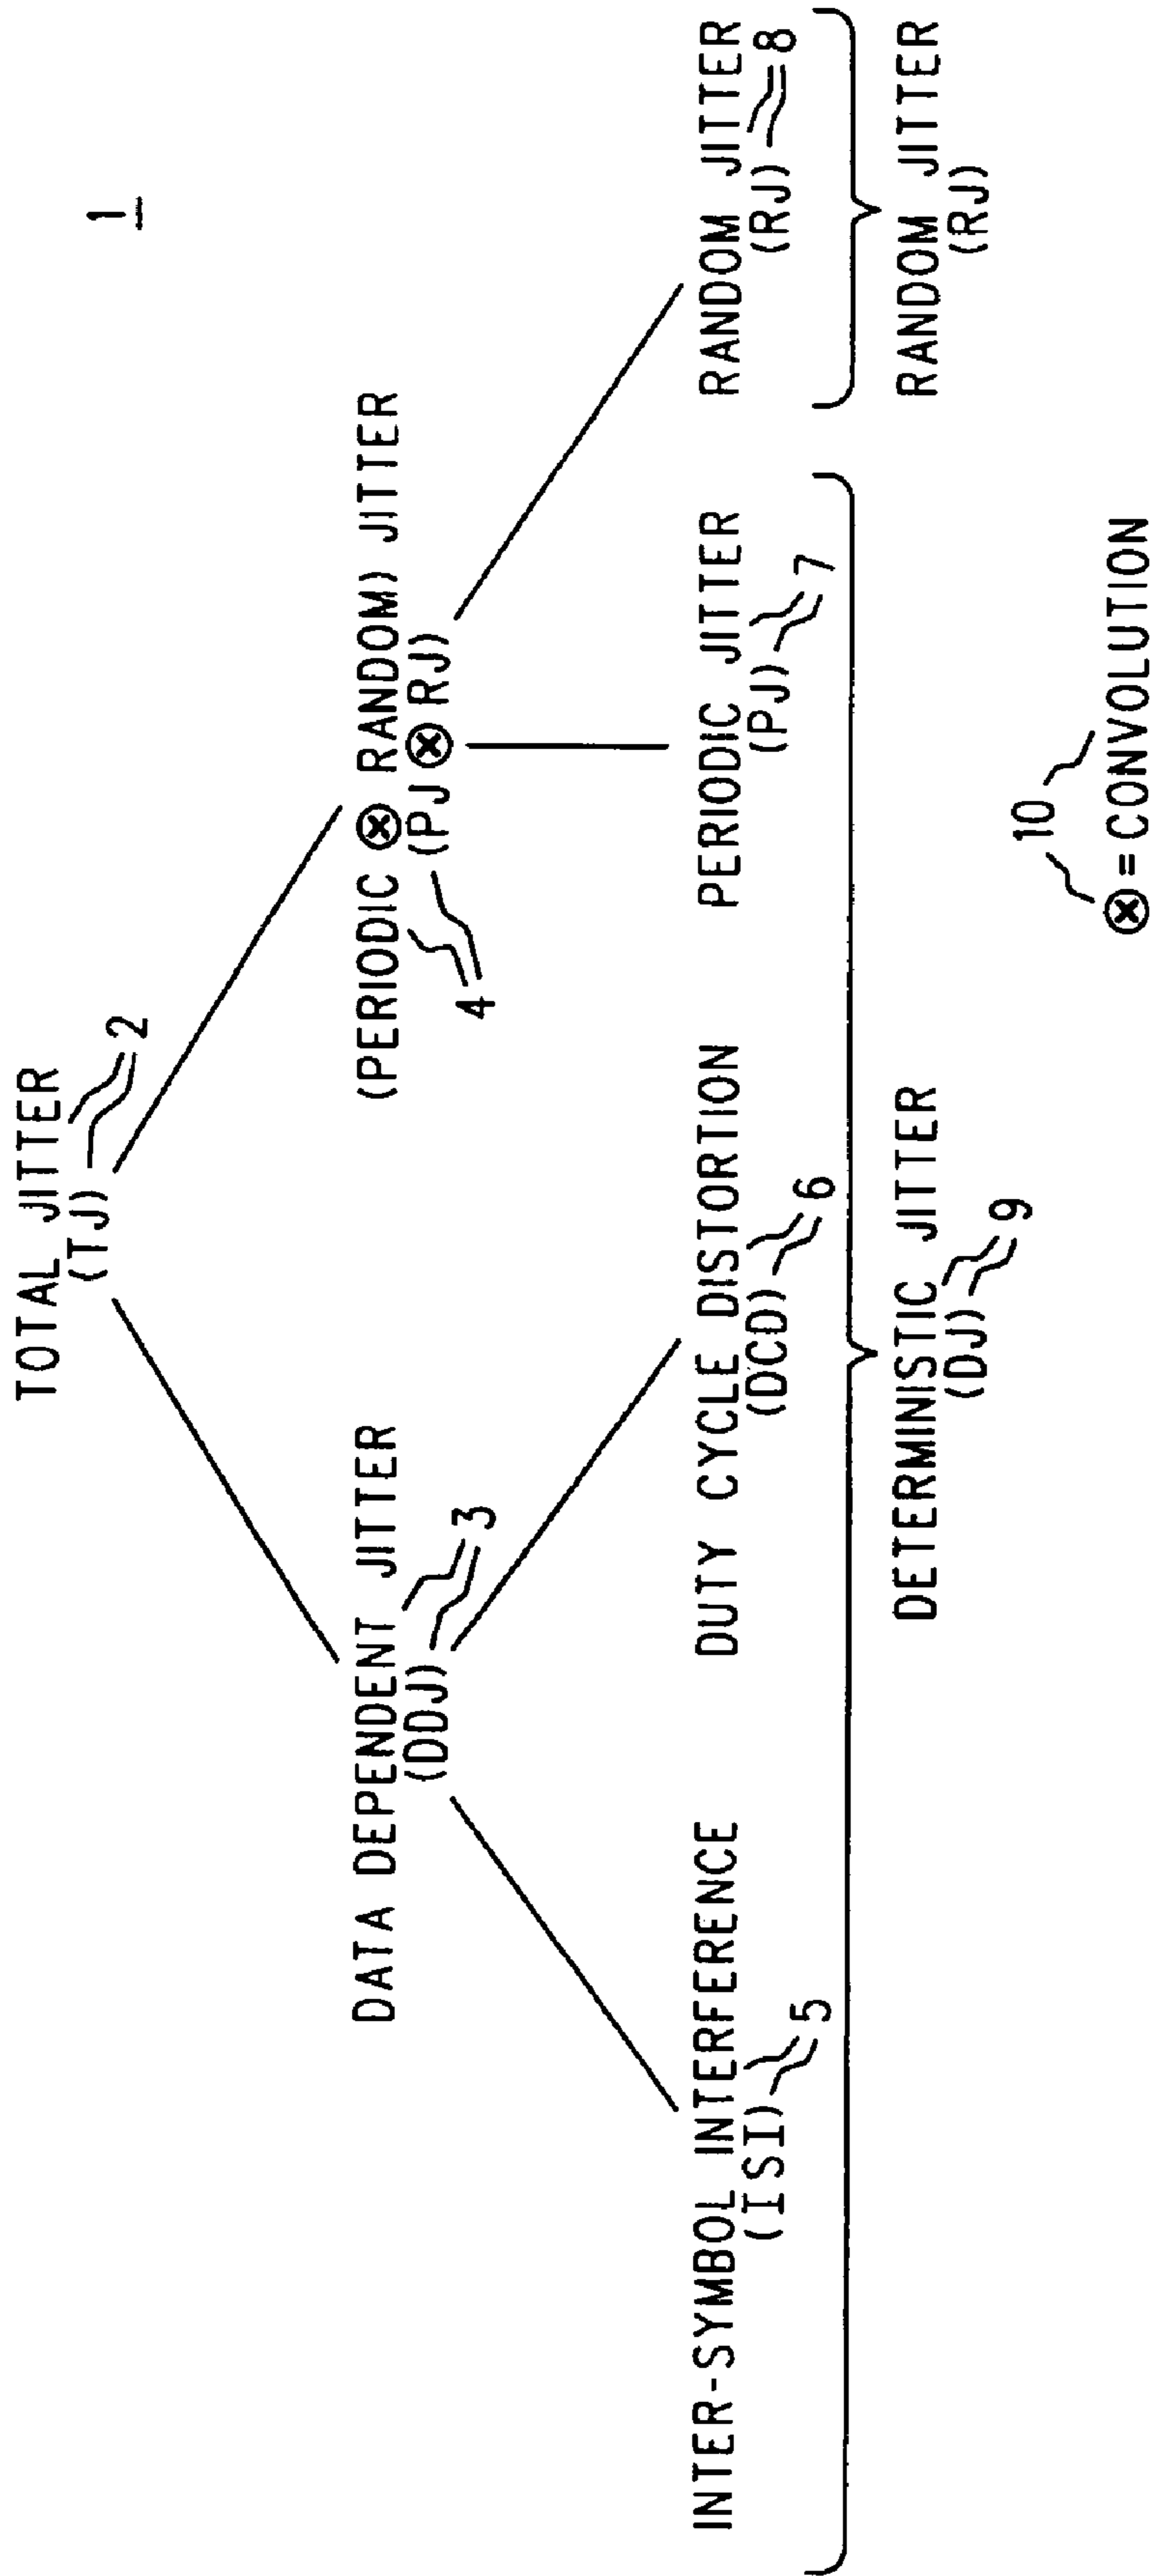 1
TOTAL JITTER
(TJ) 2
DATA DEPENDENT JITTER
(DDJ) 3
(PERIODIC ⊗ RANDOM) JITTER
4 (PJ ⊗ RJ)
INTER-SYMBOL INTERFERENCE
(ISI) 5
DUTY CYCLE DISTORTION
(DCD) 6
PERIODIC JITTER
(PJ) 7
RANDOM JITTER
(RJ) 8
DETERMINISTIC JITTER
(DJ) 9
RANDOM JITTER
(RJ)
10
⊗ = CONVOLUTION